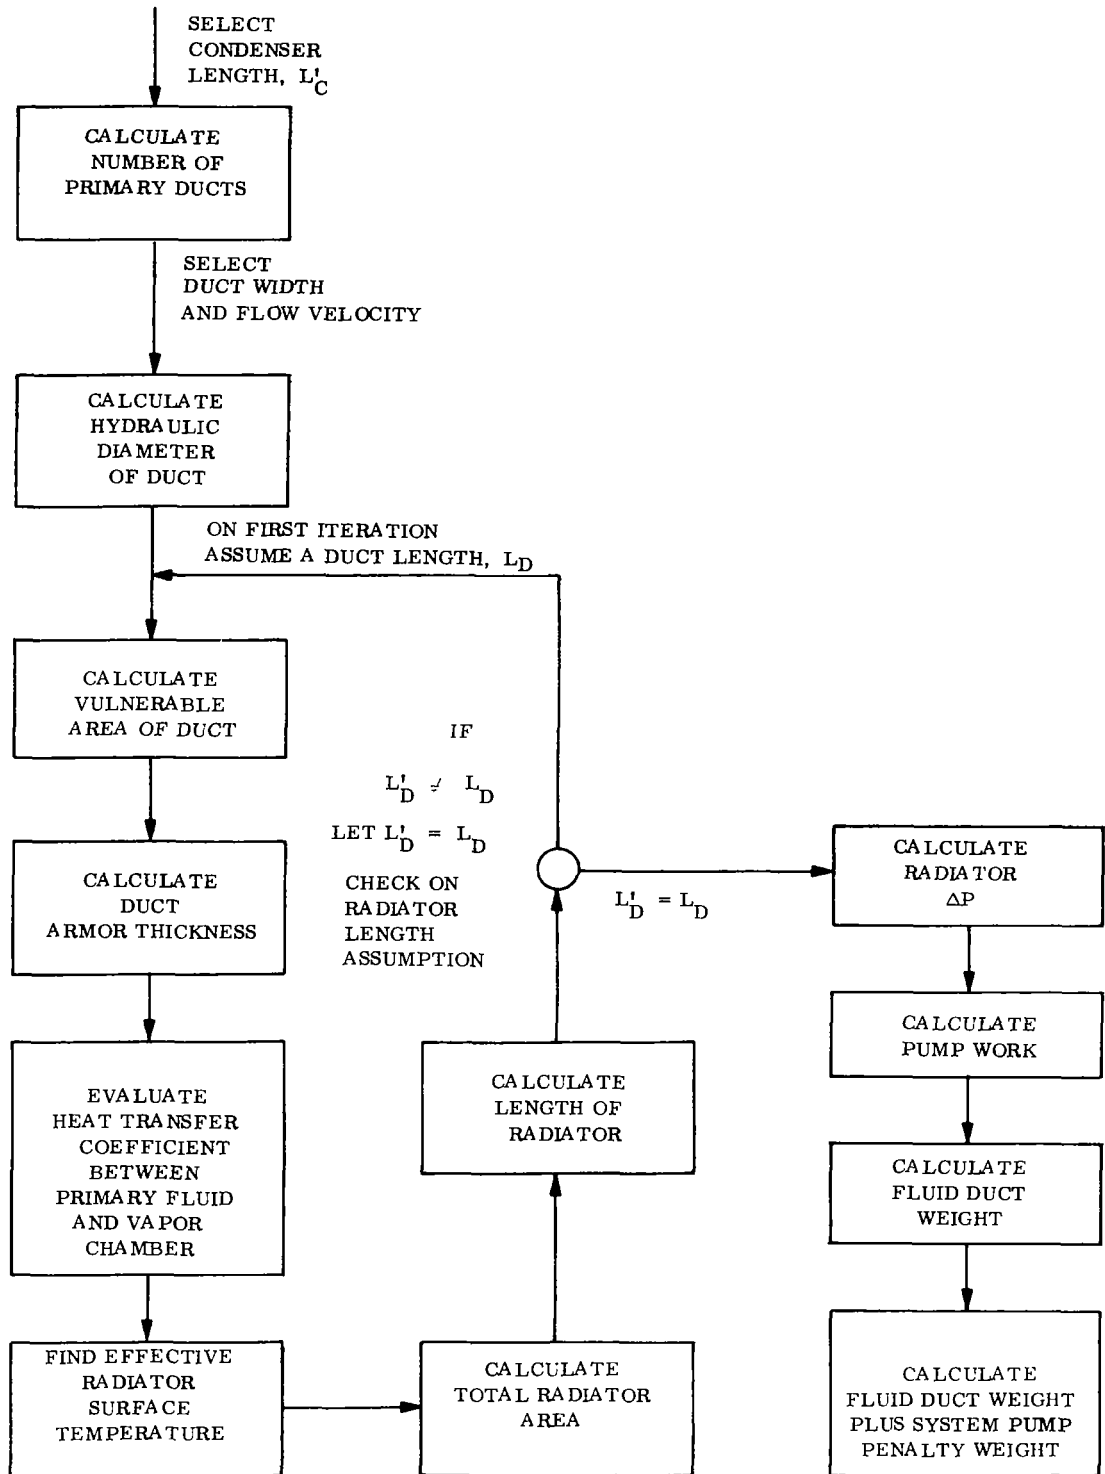 SELECT
CONDENSER
LENGTH, L'C
CALCULATE
NUMBER OF
PRIMARY DUCTS
SELECT
DUCT WIDTH
AND FLOW VELOCITY
CALCULATE
HYDRAULIC
DIAMETER
OF DUCT
ON FIRST ITERATION
ASSUME A DUCT LENGTH, LD
CALCULATE
VULNERABLE
AREA OF DUCT
CALCULATE
DUCT
ARMOR THICKNESS
EVALUATE
HEAT TRANSFER
COEFFICIENT
BETWEEN
PRIMARY FLUID
AND VAPOR
CHAMBER
FIND EFFECTIVE
RADIATOR
SURFACE
TEMPERATURE
CALCULATE
TOTAL RADIATOR
AREA
CALCULATE
LENGTH OF
RADIATOR
IF
L'D ≠ LD
LET L'D = LD
CHECK ON
RADIATOR
LENGTH
ASSUMPTION
L'D = LD
CALCULATE
RADIATOR
ΔP
CALCULATE
PUMP WORK
CALCULATE
FLUID DUCT
WEIGHT
CALCULATE
FLUID DUCT WEIGHT
PLUS SYSTEM PUMP
PENALTY WEIGHT